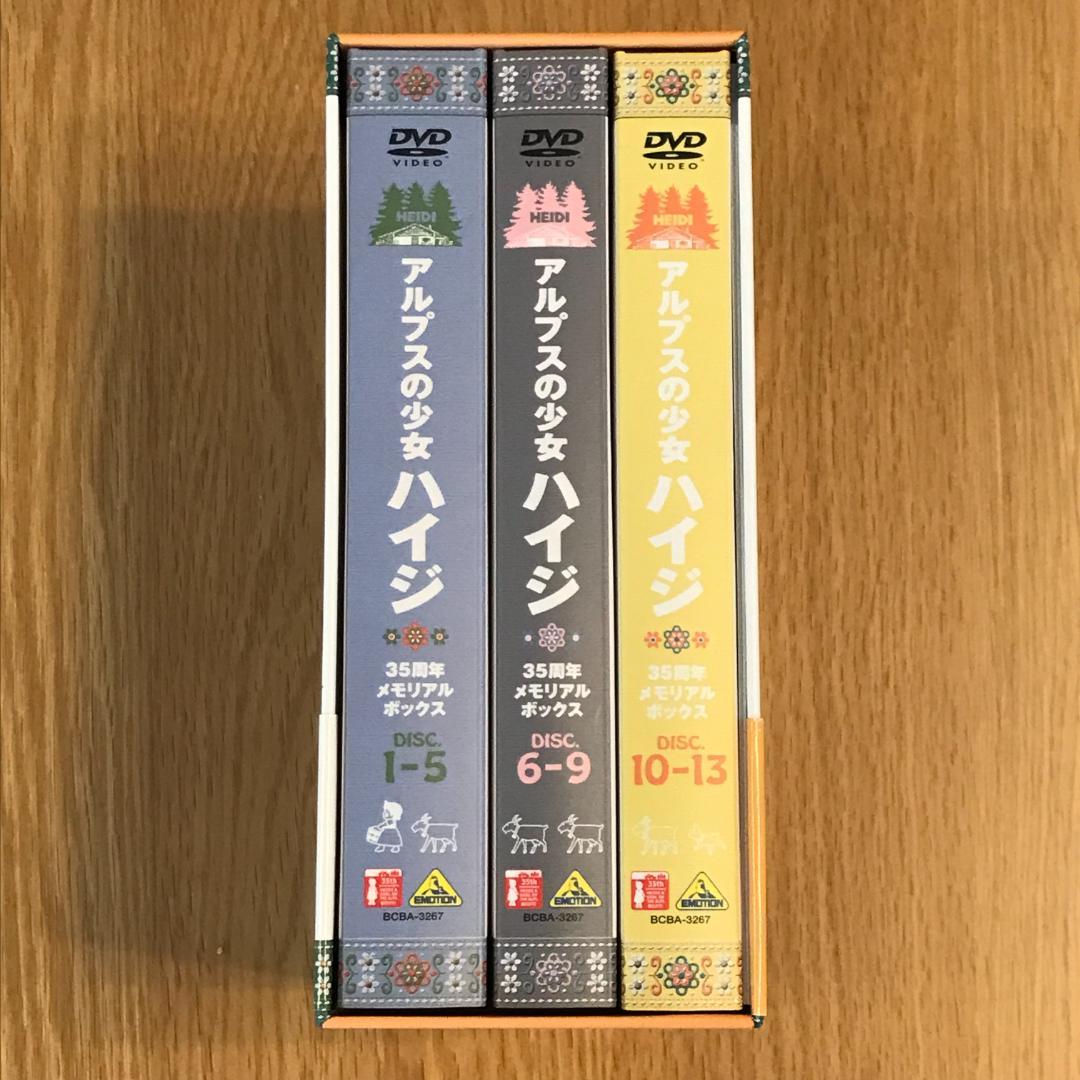 DVD
VIDEO
HEIDI
アルプスの少女
ハイジ
35周年
メモリアル
ボックス
DISC.
1-5
35th
EMOTION
BCBA-3267
DVD
VIDEO
HEIDI
アルプスの少女
ハイジ
35周年
メモリアル
ボックス
DISC.
6-9
35th
EMOTION
BCBA-3267
DVD
VIDEO
HEIDI
アルプスの少女
ハイジ
35周年
メモリアル
ボックス
DISC.
10-13
35th
EMOTION
BCBA-3267